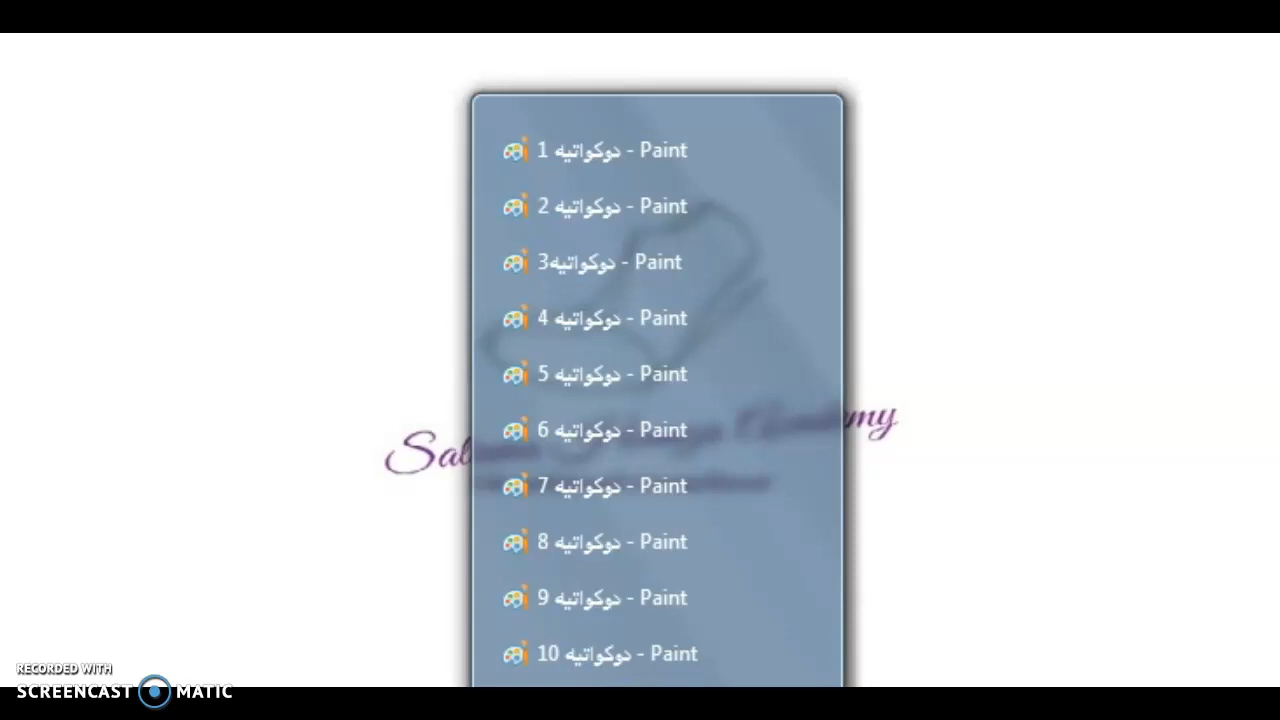 دوكواتيه 1 - Paint
دوكواتيه 2 - Paint
دوكواتيه3 - Paint
دوكواتيه 4 - Paint
دوكواتيه 5 - Paint
دوكواتيه 6 - Paint
دوكواتيه 7 - Paint
دوكواتيه 8 - Paint
دوكواتيه 9 - Paint
دوكواتيه 10 - Paint
Academy
RECORDED WITH
SCREENCAST MATIC